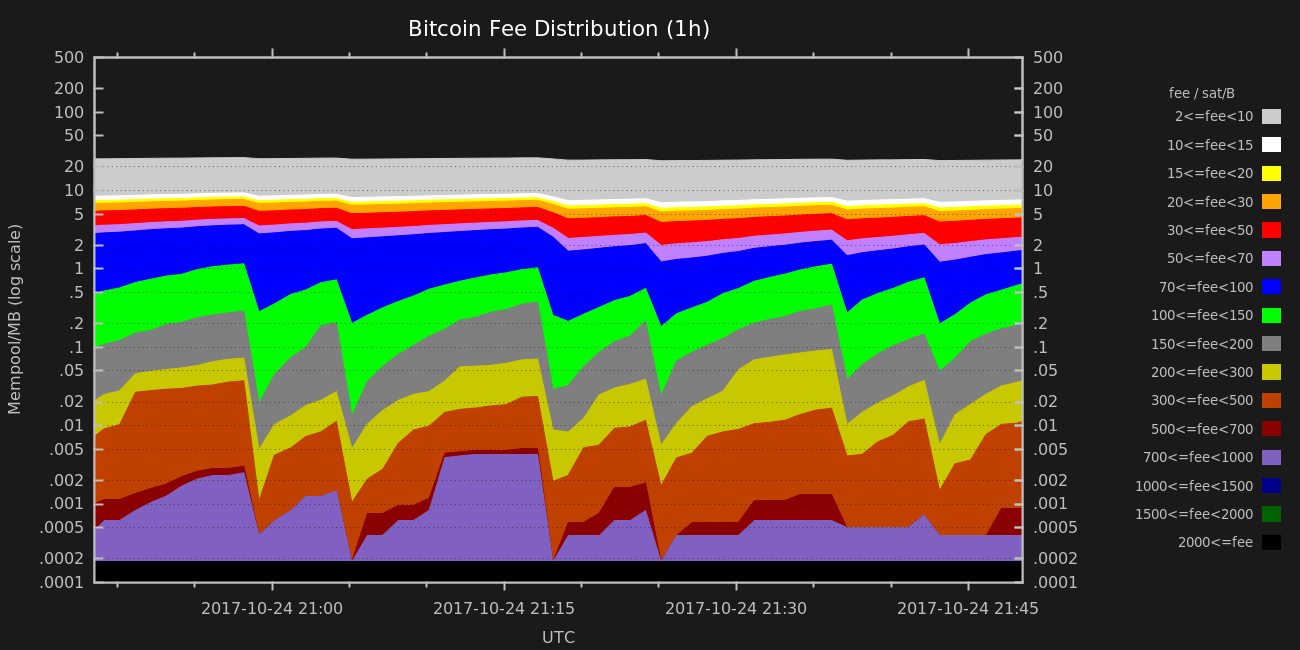 Bitcoin Fee Distribution (1h)
500
200
100
50
20
10
5
2
1
.5
.2
.1
.05
.02
.01
.005
.002
.001
.0005
.0002
.0001
Mempool/MB (log scale)
500
200
100
50
20
10
5
2
1
.5
.2
.1
.05
.02
.01
.005
.002
.001
.0005
.0002
.0001
2017-10-24 21:00
2017-10-24 21:15
2017-10-24 21:30
2017-10-24 21:45
UTC
fee / sat/B
2<=fee<10
10<=fee<15
15<=fee<20
20<=fee<30
30<=fee<50
50<=fee<70
70<=fee<100
100<=fee<150
150<=fee<200
200<=fee<300
300<=fee<500
500<=fee<700
700<=fee<1000
1000<=fee<1500
1500<=fee<2000
2000<=fee